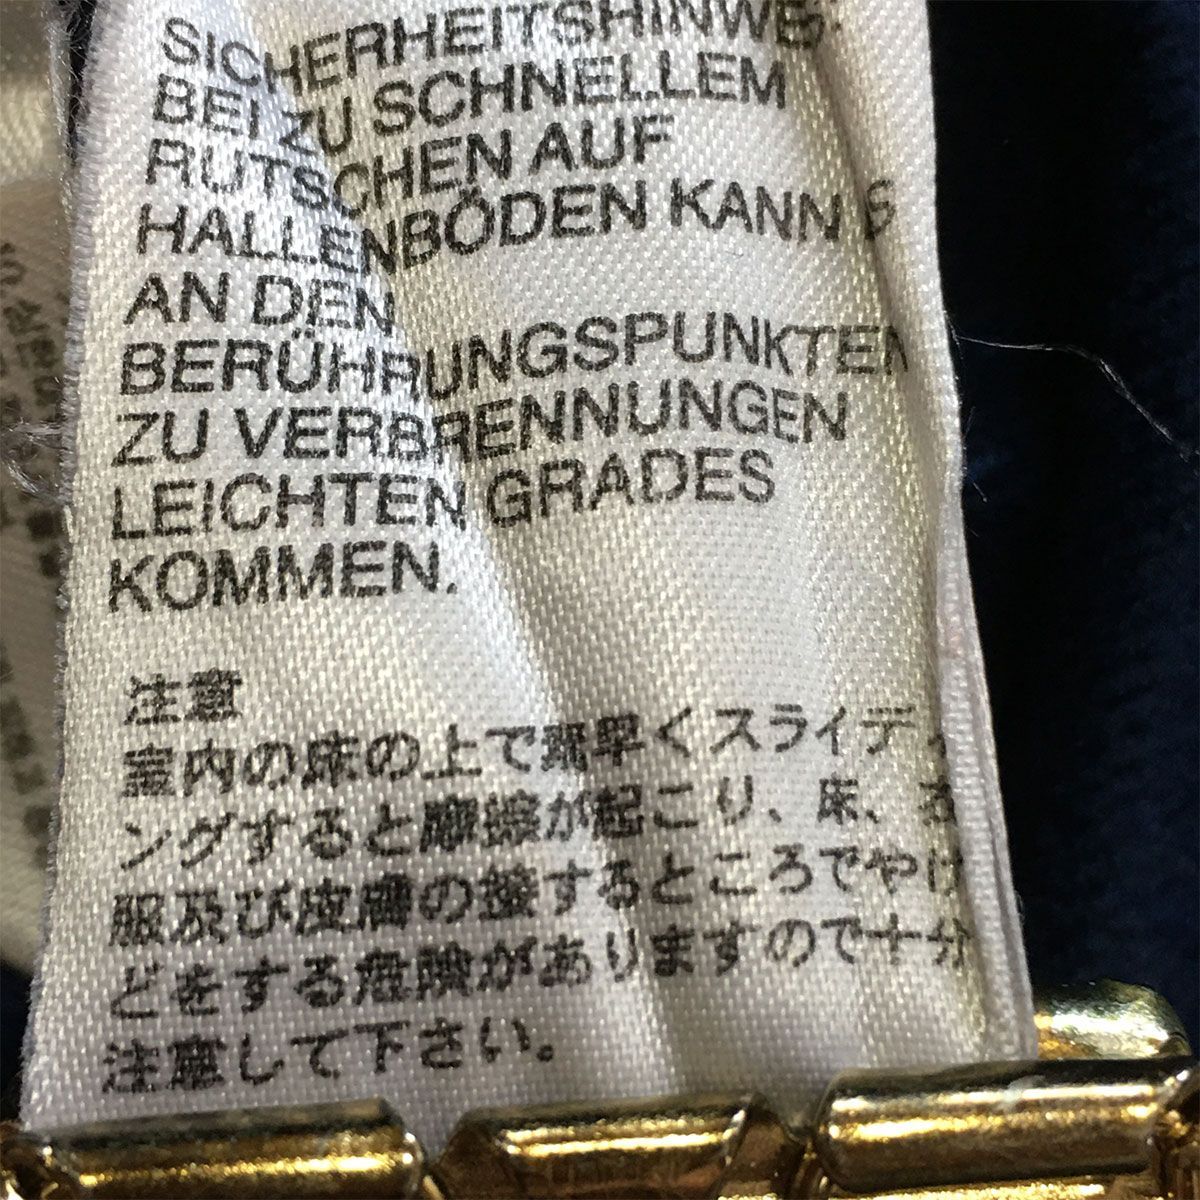 SICHERHEITSHINWEIS
BEI ZU SCHNELLEM
RUTSCHEN AUF
HALLENBÖDEN KANN S
AN DEN
BERÜHRUNGSPUNKTEN
ZU VERBRENNUNGEN
LEICHTEN GRADES
KOMMEN.
注意
室内の床の上で素早くスライディ
ングすると摩擦が起こり、床、衣
服及び皮膚の接するところでやけ
どをする危険がありますので十分
注意して下さい。